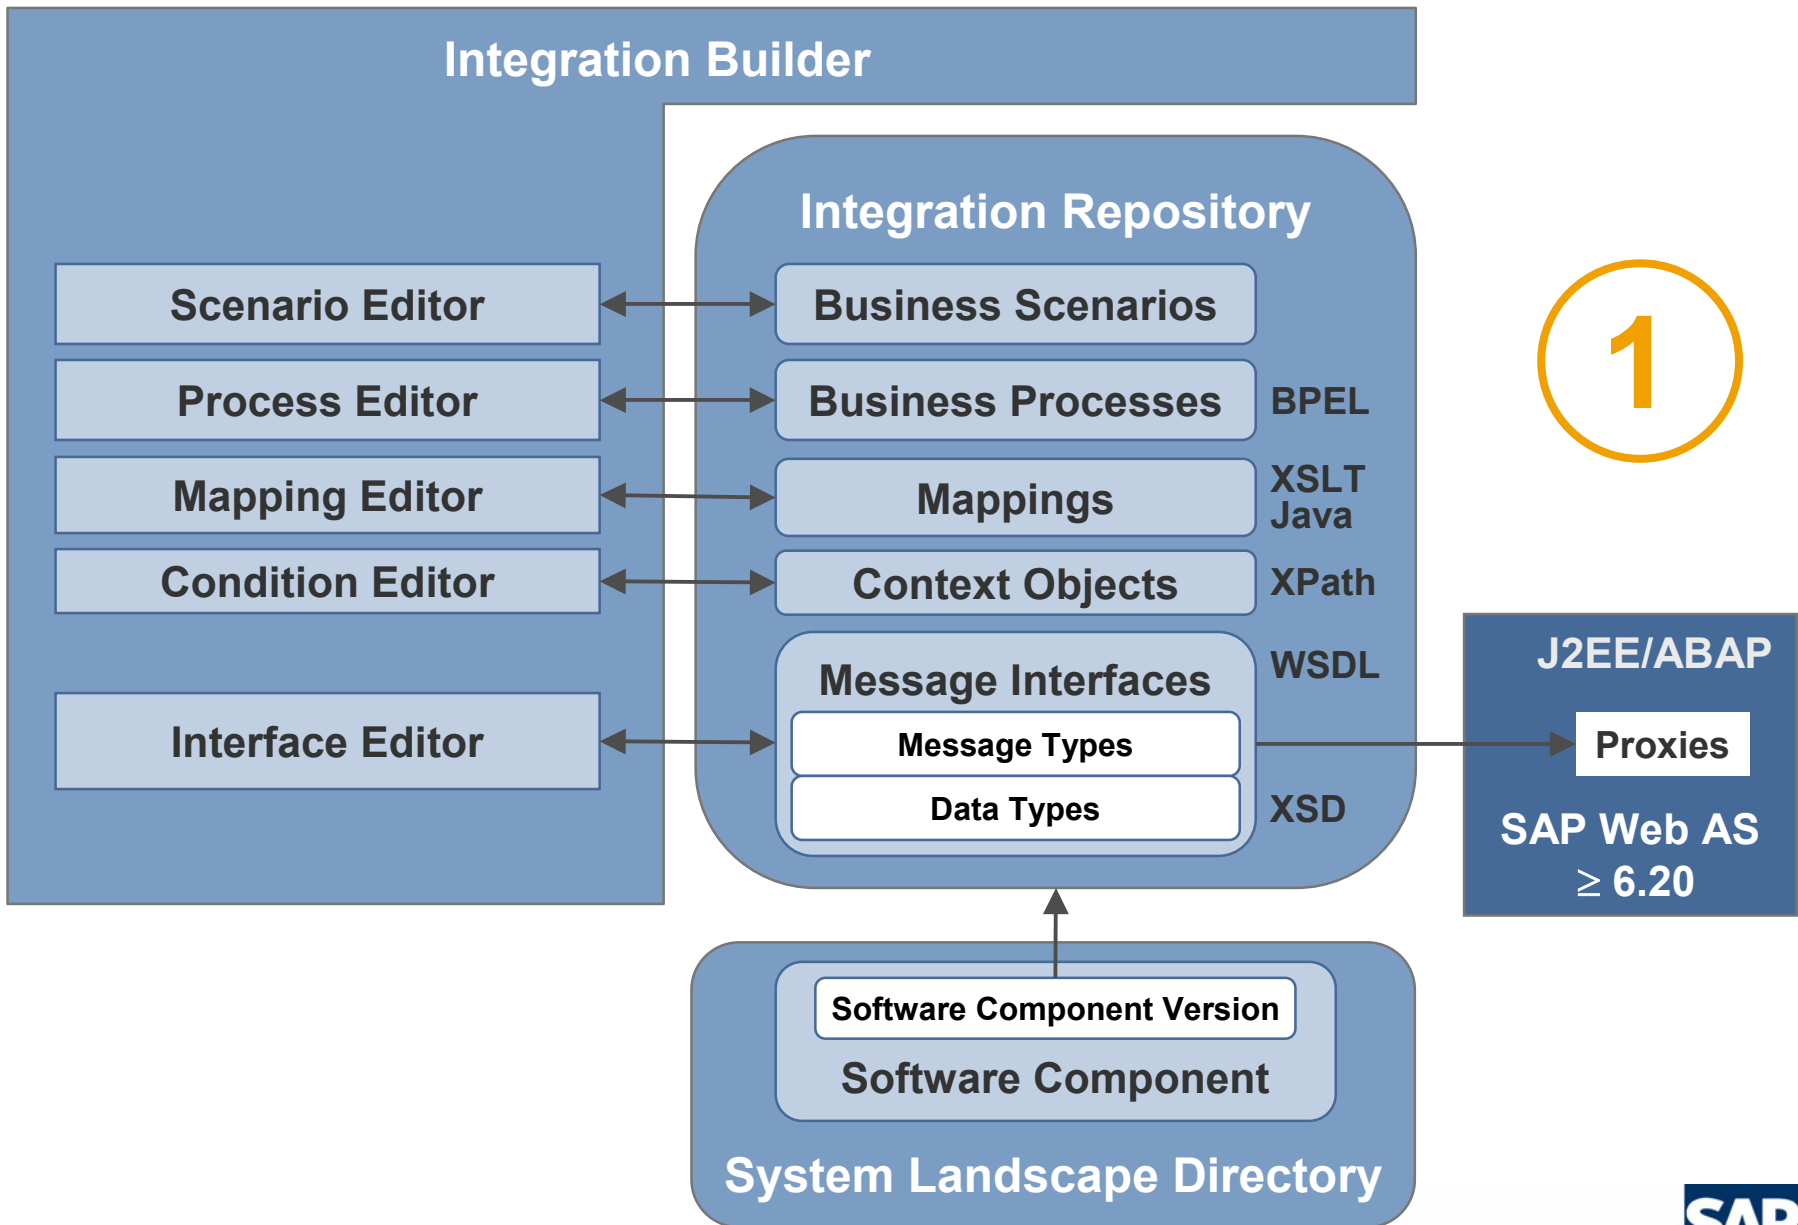 Integration Builder
Integration Repository
Scenario Editor
Business Scenarios
1
Process Editor
Business Processes
BPEL
Mapping Editor
Mappings
XSLT
Java
Condition Editor
Context Objects
XPath
Interface Editor
Message Interfaces
WSDL
Message Types
Data Types
XSD
J2EE/ABAP
Proxies
SAP Web AS
≥ 6.20
Software Component Version
Software Component
System Landscape Directory
SAP